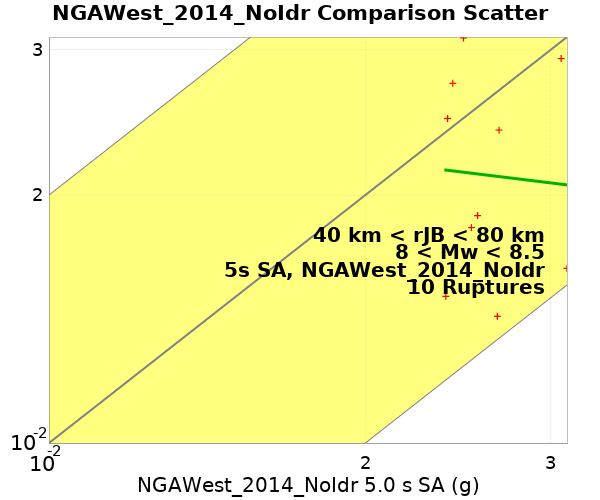 NGAWest_2014_NoIdr Comparison Scatter
3
2
40 km < rJB < 80 km
8 < Mw < 8.5
5s SA, NGAWest_2014_NoIdr
10 Ruptures
10-2
10-2
2
3
NGAWest_2014_NoIdr 5.0 s SA (g)